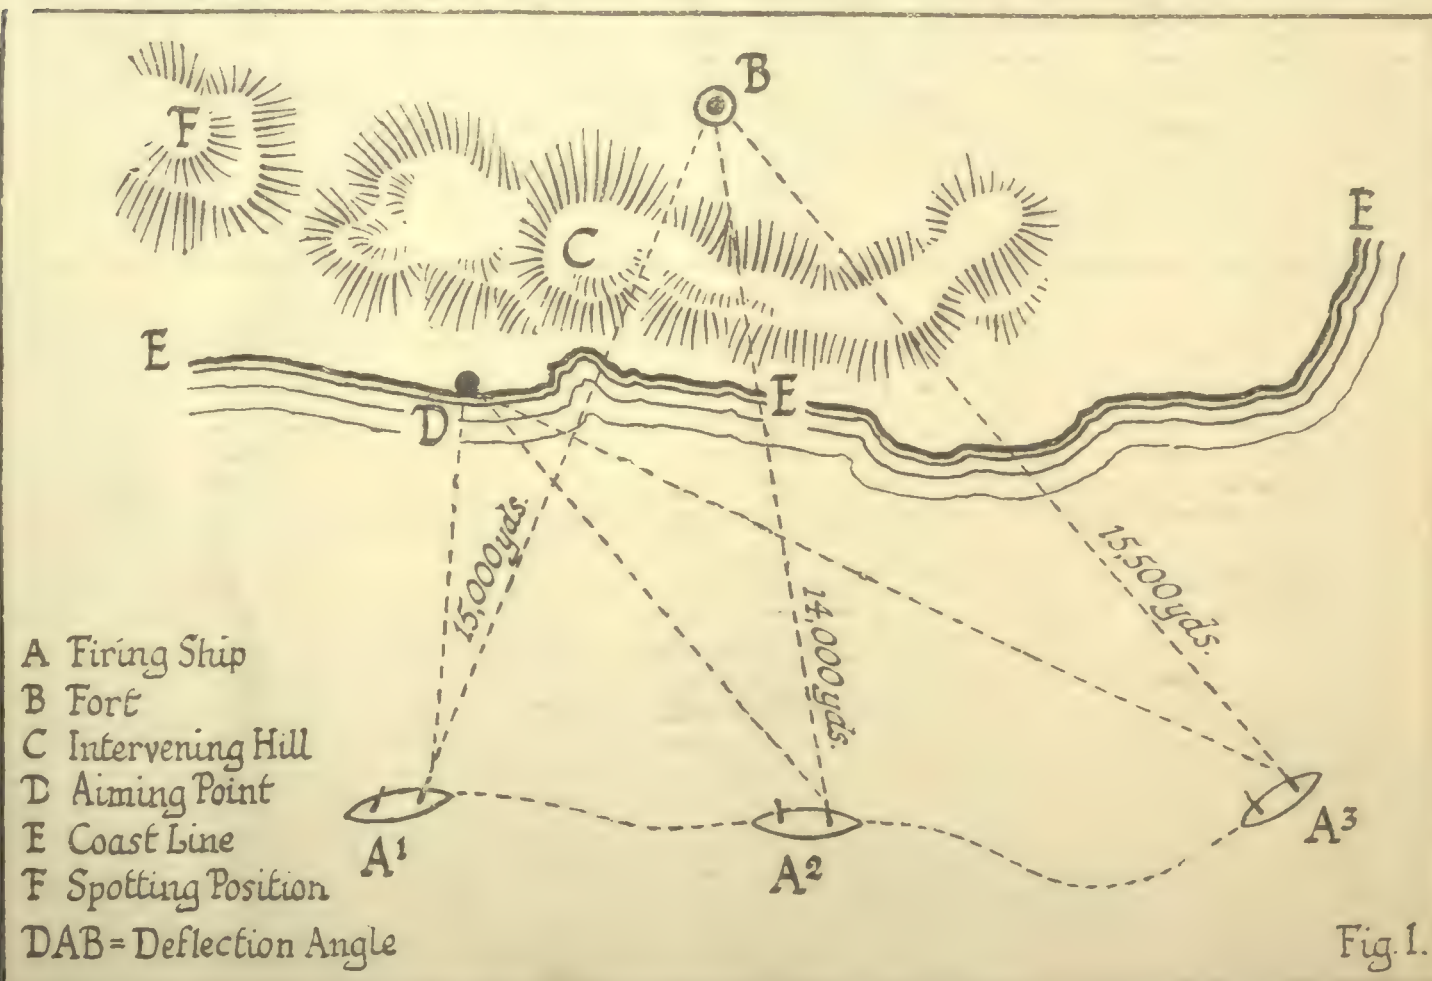 B
F
C
E
E
E
D
15,000 yds.
14,000 yds.
15,500 yds.
A Firing Ship
B Fort
C Intervening Hill
D Aiming Point
E Coast Line
F Spotting Position
DAB = Deflection Angle
A¹
A²
A³
Fig. 1.